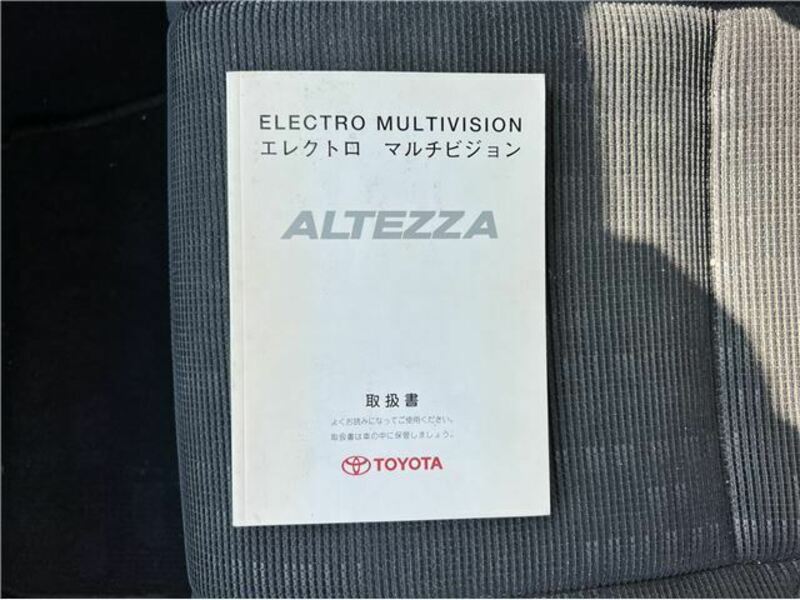 ELECTRO MULTIVISION
エレクトロ マルチビジョン
ALTEZZA
取扱書
よくお読みになってご使用ください。
取扱書は車の中に保管しましょう。
TOYOTA